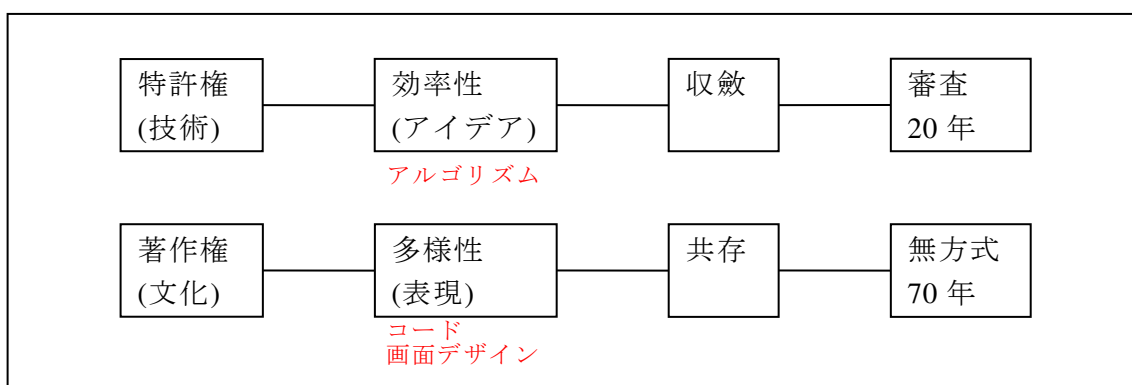 特許権
(技術)
効率性
(アイデア)
収斂
審査
20 年
アルゴリズム
著作権
(文化)
多様性
(表現)
共存
無方式
70 年
コード
画面デザイン